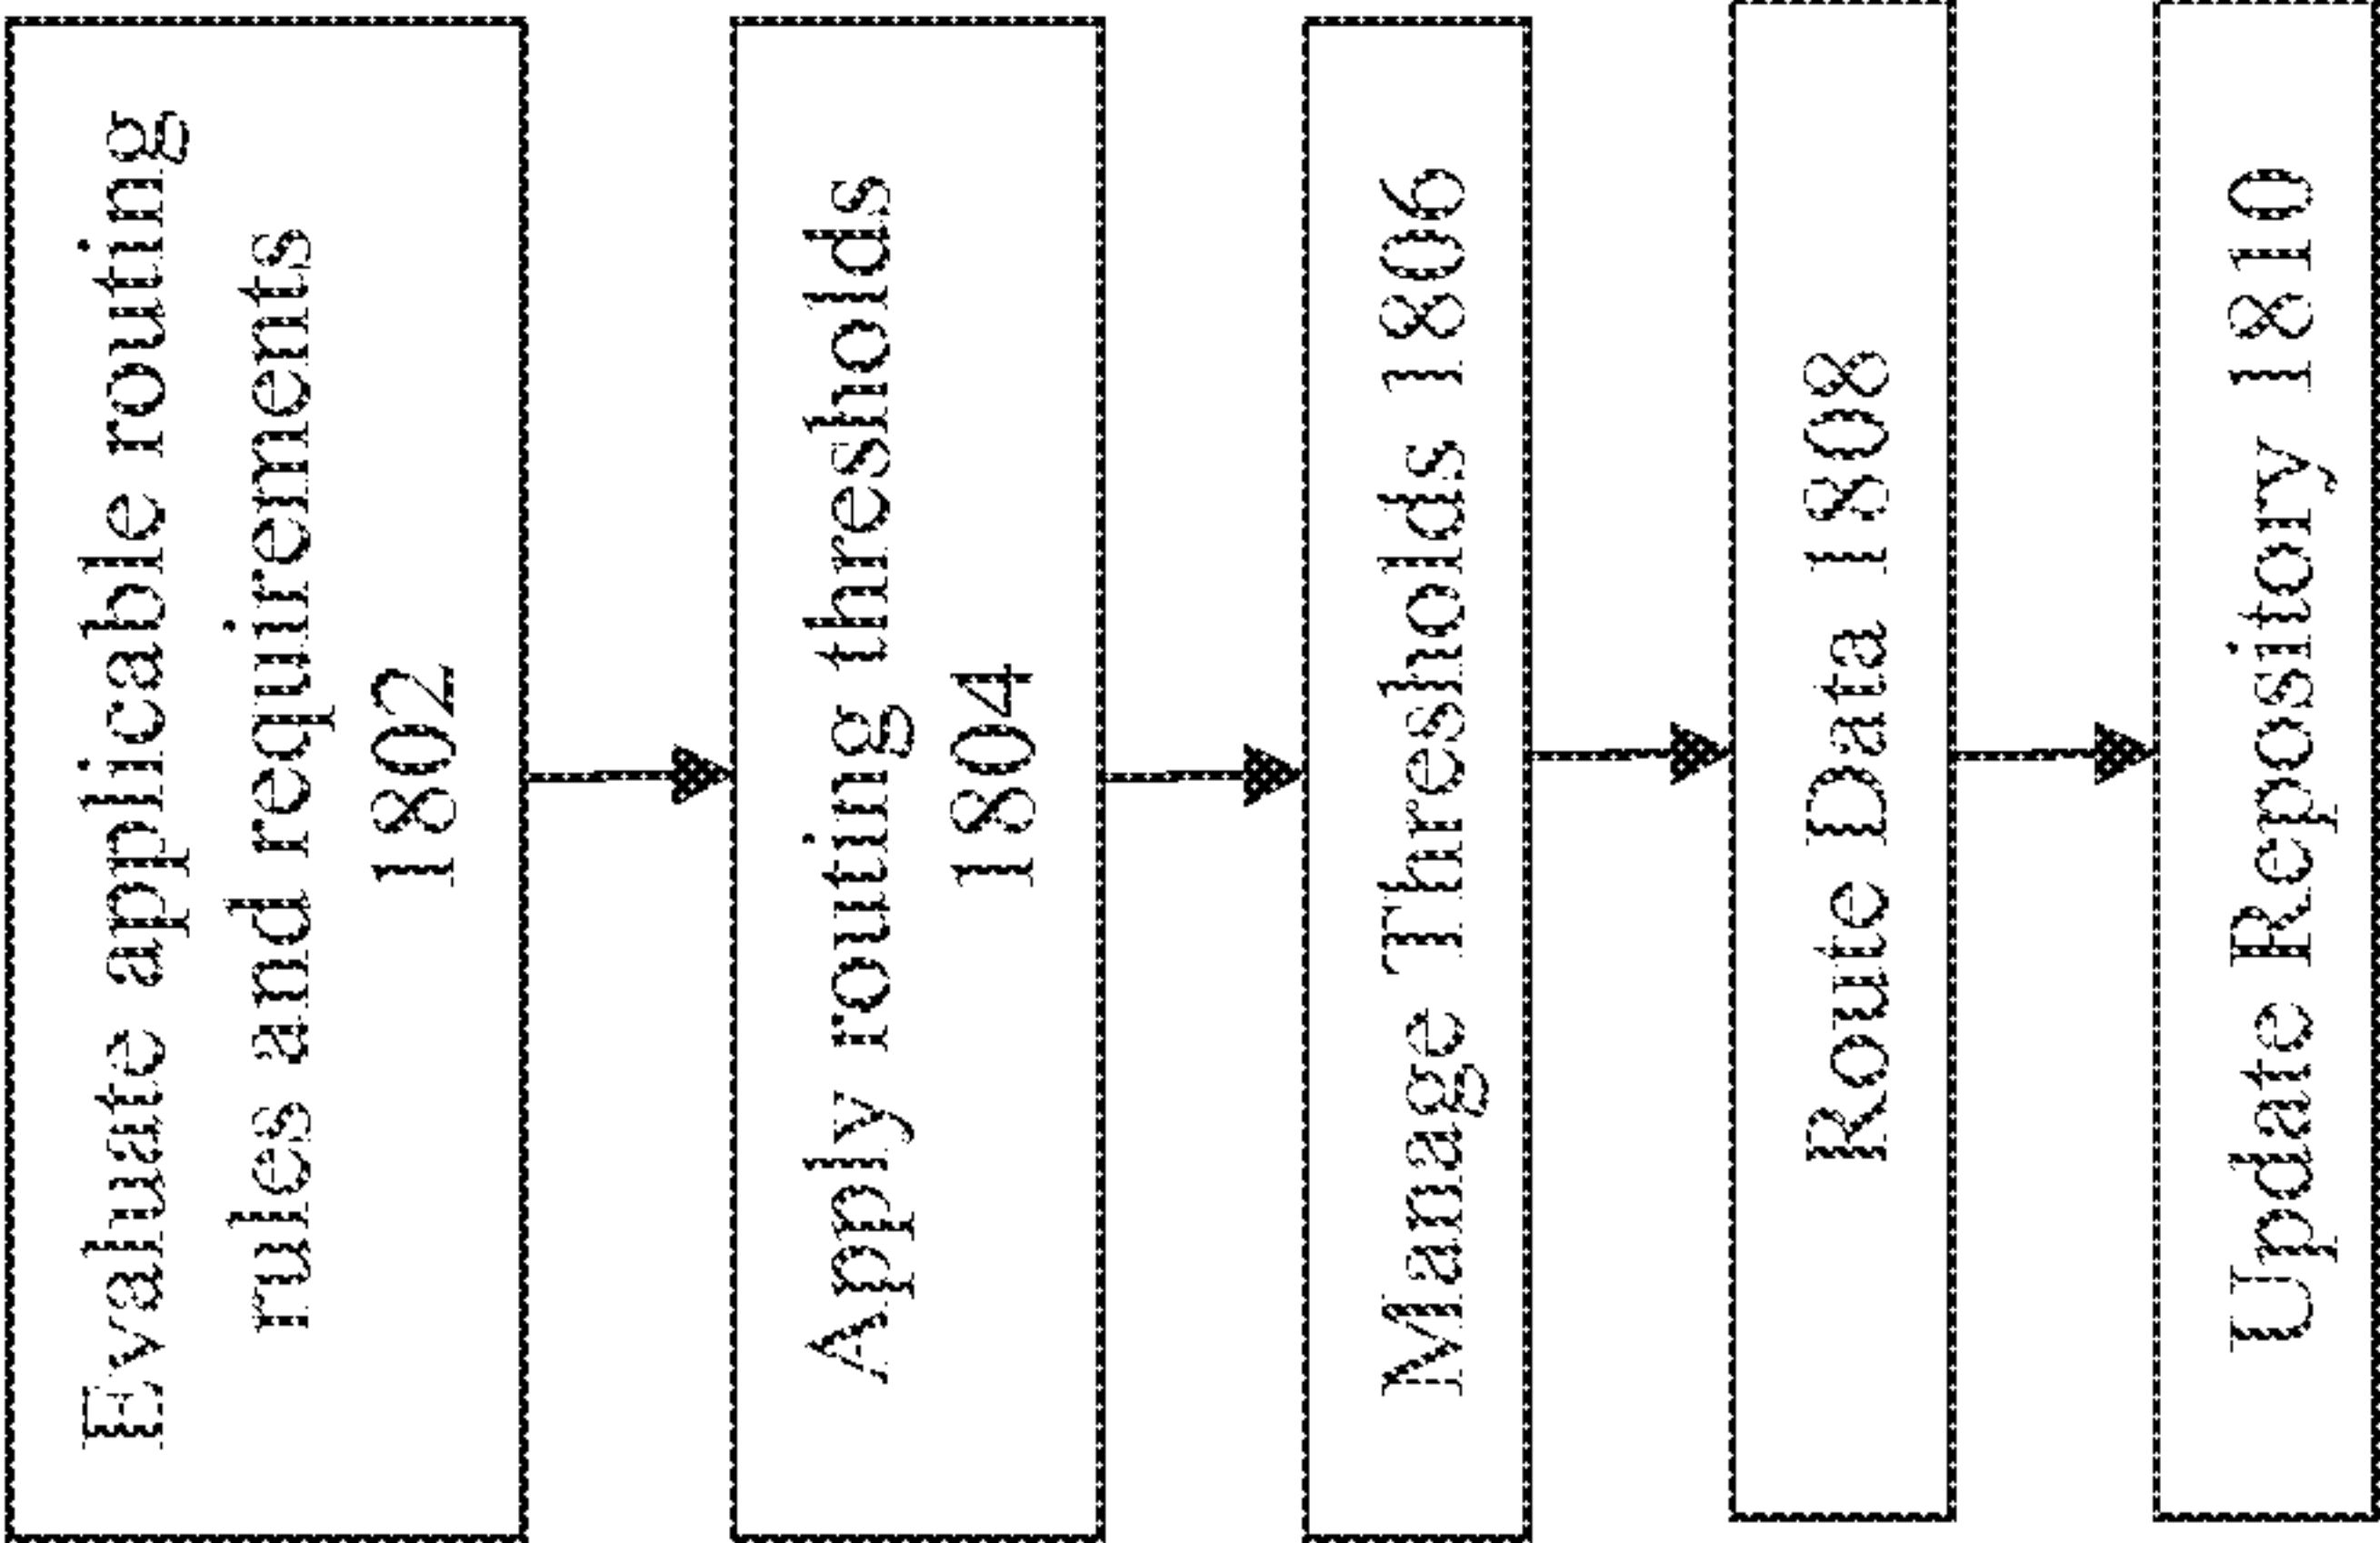 Evaluate applicable routing
rules and requirements
1802
Apply routing thresholds
1804
Manage Thresholds 1806
Route Data 1808
Update Repository 1810